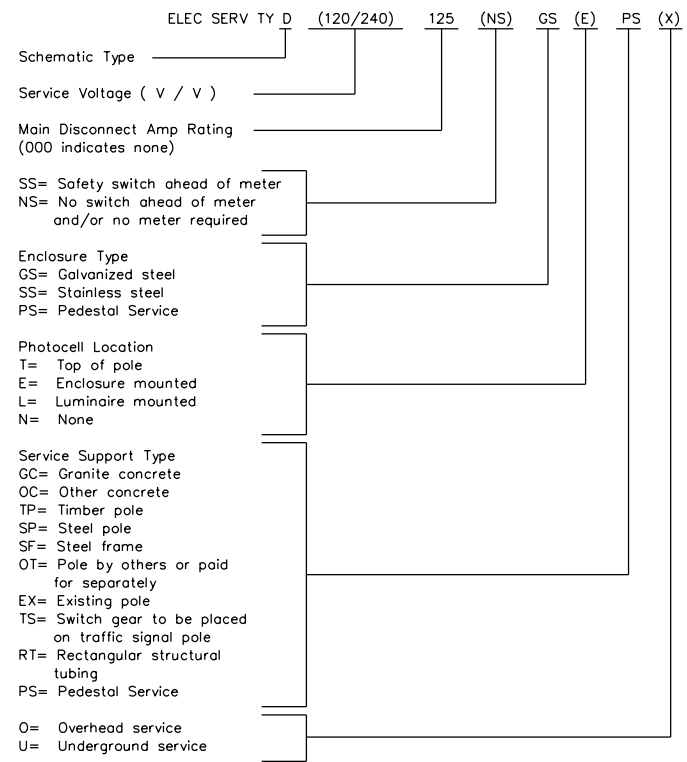 ELEC SERV TY D (120/240) 125 (NS) GS (E) PS (X)
Schematic Type
Service Voltage ( V / V )
Main Disconnect Amp Rating
(000 indicates none)
SS= Safety switch ahead of meter
NS= No switch ahead of meter
and/or no meter required
Enclosure Type
GS= Galvanized steel
SS= Stainless steel
PS= Pedestal Service
Photocell Location
T= Top of pole
E= Enclosure mounted
L= Luminaire mounted
N= None
Service Support Type
GC= Granite concrete
OC= Other concrete
TP= Timber pole
SP= Steel pole
SF= Steel frame
OT= Pole by others or paid
for separately
EX= Existing pole
TS= Switch gear to be placed
on traffic signal pole
RT= Rectangular structural
tubing
PS= Pedestal Service
O= Overhead service
U= Underground service